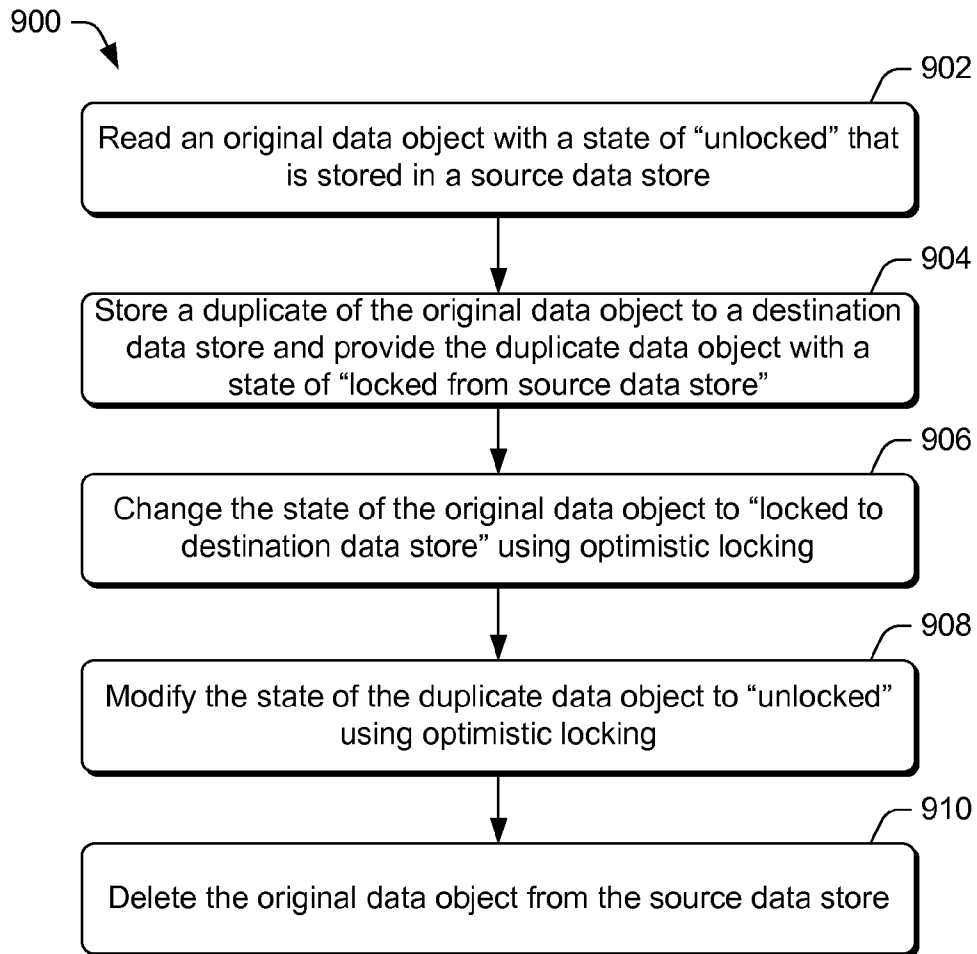 900
902
Read an original data object with a state of “unlocked” that
is stored in a source data store
904
Store a duplicate of the original data object to a destination
data store and provide the duplicate data object with a
state of “locked from source data store”
906
Change the state of the original data object to “locked to
destination data store” using optimistic locking
908
Modify the state of the duplicate data object to “unlocked”
using optimistic locking
910
Delete the original data object from the source data store